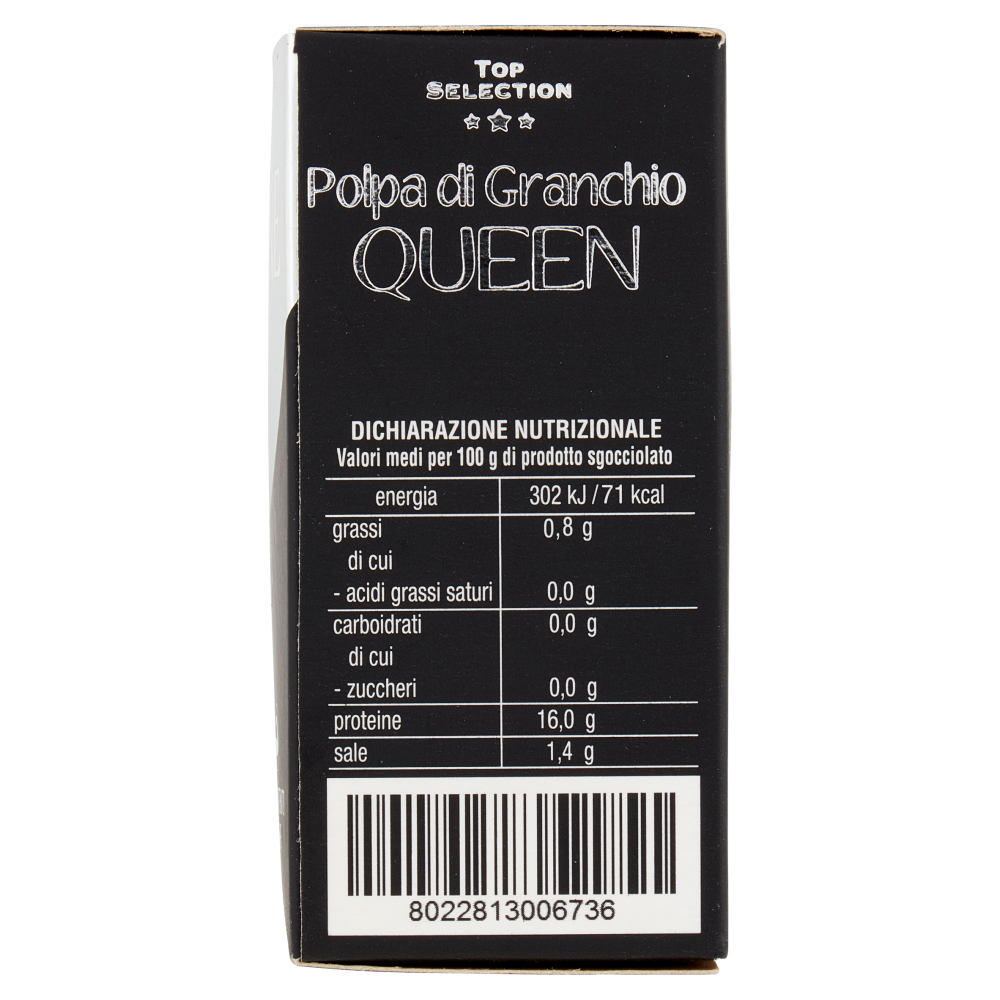 TOP
SELECTION
Polpa di Granchio
QUEEN
DICHIARAZIONE NUTRIZIONALE
Valori medi per 100 g di prodotto sgocciolato
energia 302 kJ / 71 kcal
grassi 0,8 g
di cui
- acidi grassi saturi 0,0 g
carboidrati 0,0 g
di cui
- zuccheri 0,0 g
proteine 16,0 g
sale 1,4 g
8022813006736